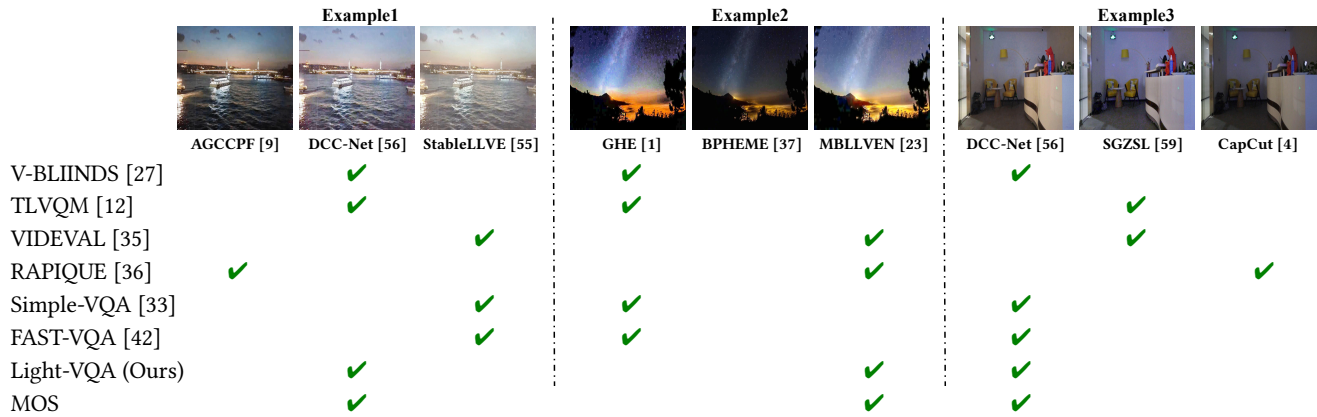 Example1 Example2 Example3
AGCCPF [9] DCC-Net [56] StableLLVE [55] GHE [1] BPHEME [37] MBLLVEN [23] DCC-Net [56] SGZSL [59] CapCut [4]
V-BLIINDS [27] ✔ ✔ ✔
TLVQM [12] ✔ ✔ ✔
VIDEVAL [35] ✔ ✔ ✔
RAPIQUE [36] ✔ ✔ ✔
Simple-VQA [33] ✔ ✔ ✔
FAST-VQA [42] ✔ ✔ ✔
Light-VQA (Ours) ✔ ✔ ✔
MOS ✔ ✔ ✔